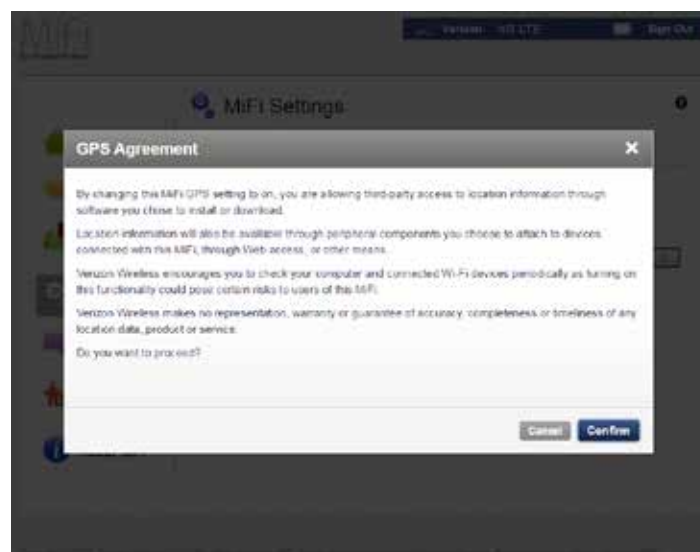 MiFi
Verizon 4G LTE
Sign Out
MiFi Settings
GPS Agreement
By changing this MiFi GPS setting to on, you are allowing third-party access to location information through
software you chose to install or download.
Location information will also be available through peripheral components you choose to attach to devices
connected with this MiFi, through Web access, or other means.
Verizon Wireless encourages you to check your computer and connected Wi-Fi devices periodically as turning on
this functionality could pose certain risks to users of this MiFi.
Verizon Wireless makes no representation, warranty or guarantee of accuracy, completeness or timeliness of any
location data, product or service.
Do you want to proceed?
Cancel
Confirm